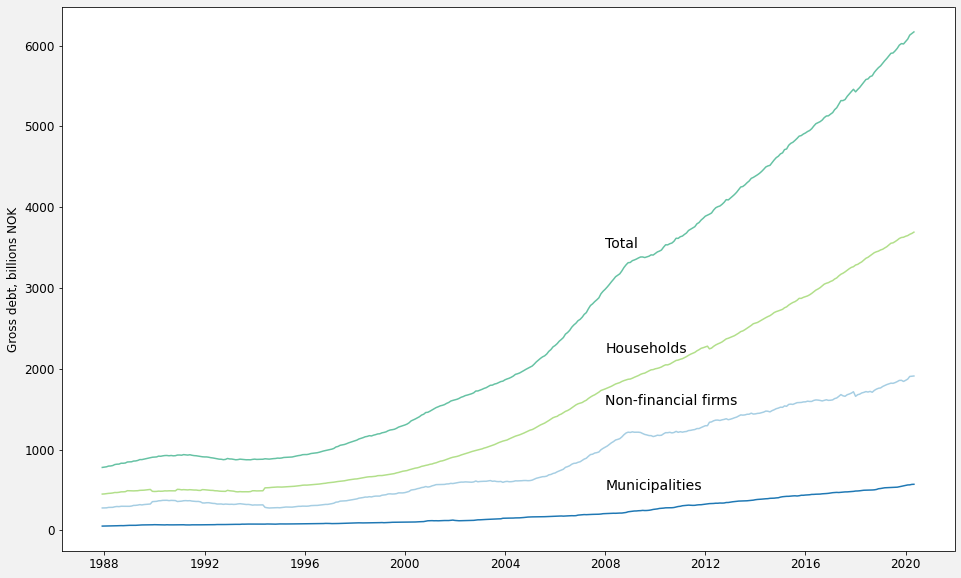 Gross debt, billions NOK
6000
5000
4000
3000
2000
1000
0
Total
Households
Non-financial firms
Municipalities
1988 1992 1996 2000 2004 2008 2012 2016 2020